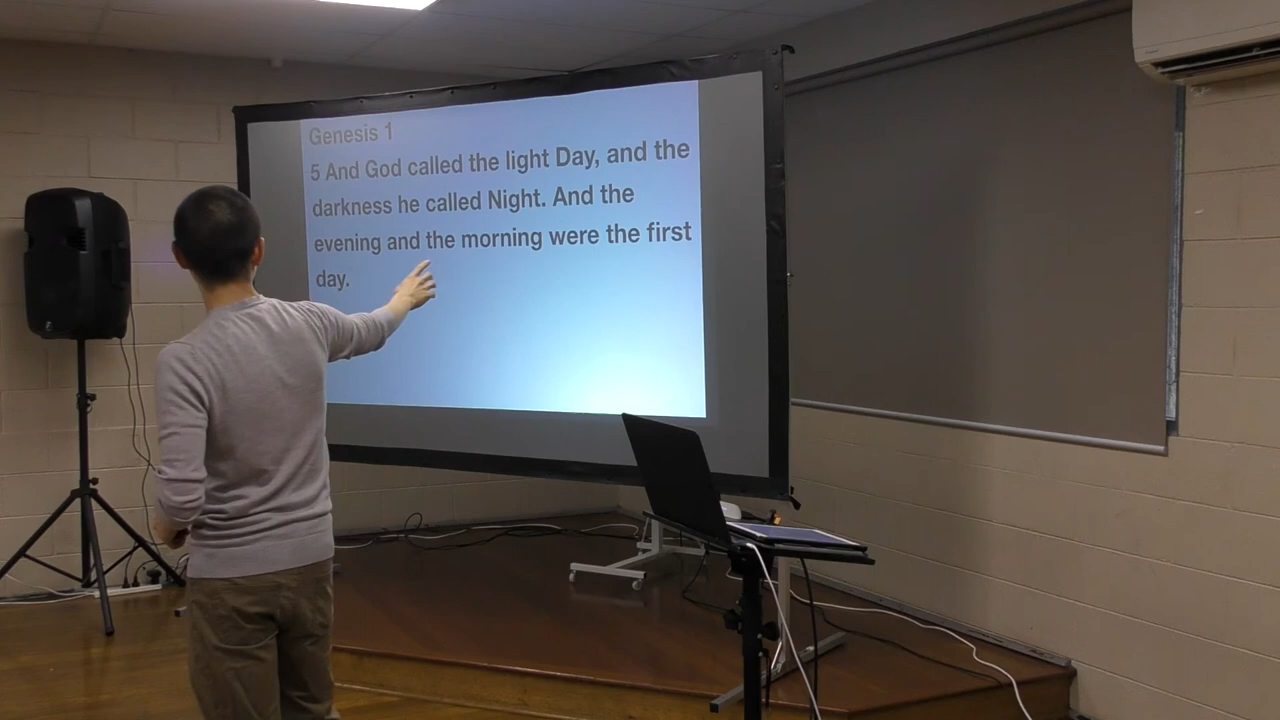 Genesis 1
5 And God called the light Day, and the
darkness he called Night. And the
evening and the morning were the first
day.